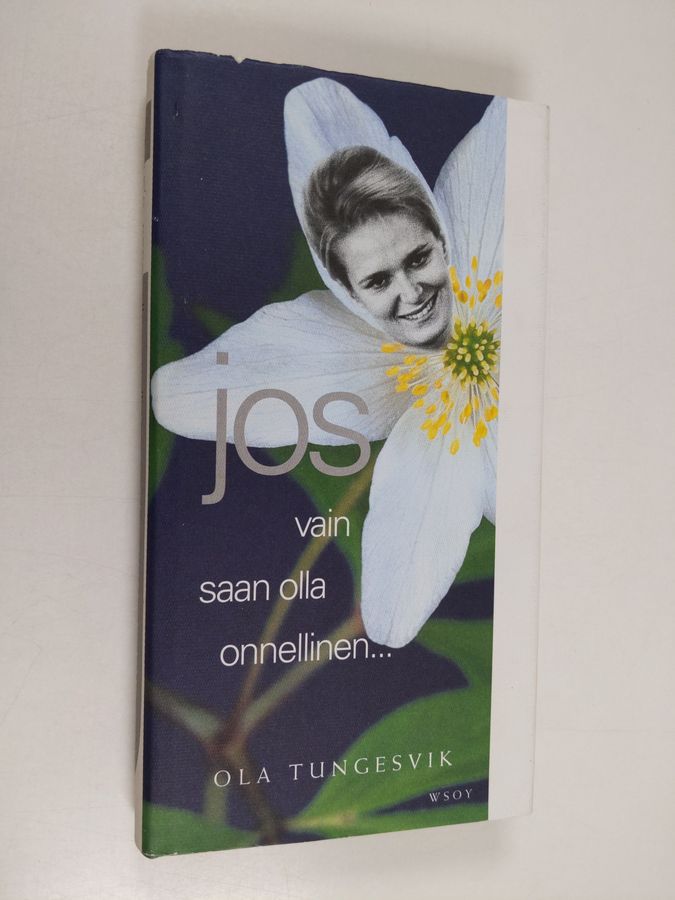 jos
vain
saan olla
onnellinen...
OLA TUNGESVIK
WSOY